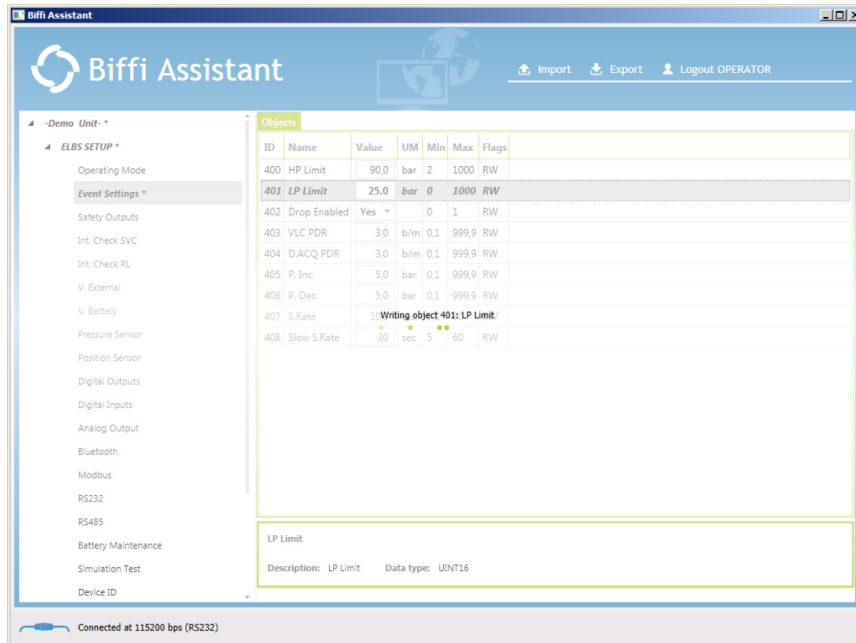 Biffi Assistant
Biffi Assistant
Import Export Logout OPERATOR
-Demo Unit- *
ELBS SETUP *
Operating Mode
Event Settings *
Safety Outputs
Int. Check SVC
Int. Check RL
V. External
V. Battery
Pressure Sensor
Position Sensor
Digital Outputs
Digital Inputs
Analog Output
Bluetooth
Modbus
RS232
RS485
Battery Maintenance
Simulation Test
Device ID
Objects
ID Name Value UM Min Max Flags
400 HP Limit 90,0 bar 2 1000 RW
401 LP Limit 25,0 bar 0 1000 RW
402 Drop Enabled Yes 0 1 RW
403 VLC PDR 3,0 b/m 0,1 999,9 RW
404 D.ACQ PDR 3,0 b/m 0,1 999,9 RW
405 P. Inc. 5,0 bar 0,1 999,9 RW
406 P. Dec. 5,0 bar 0,1 999,9 RW
407 S.Rate
Writing object 401: LP Limit
408 Slow S.Rate 30 sec 5 60 RW
LP Limit
Description: LP Limit Data type: UINT16
Connected at 115200 bps (RS232)